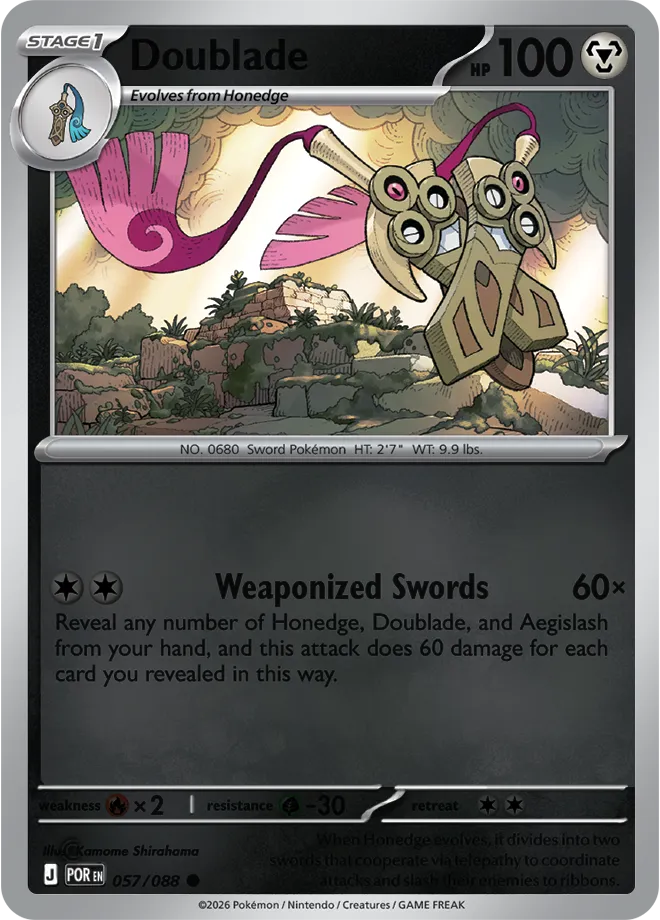 STAGE1
Doublade
HP 100
Evolves from Honedge
NO. 0680 Sword Pokémon HT: 2'7" WT: 9.9 lbs.
Weaponized Swords 60×
Reveal any number of Honedge, Doublade, and Aegislash
from your hand, and this attack does 60 damage for each
card you revealed in this way.
weakness ×2 resistance -30 retreat
Illus. Kamome Shirahama
When Honedge evolves, it divides into two
swords that cooperate via telepathy to coordinate
attacks and slash their enemies to ribbons.
J POR EN 057/088
©2026 Pokémon / Nintendo / Creatures / GAME FREAK